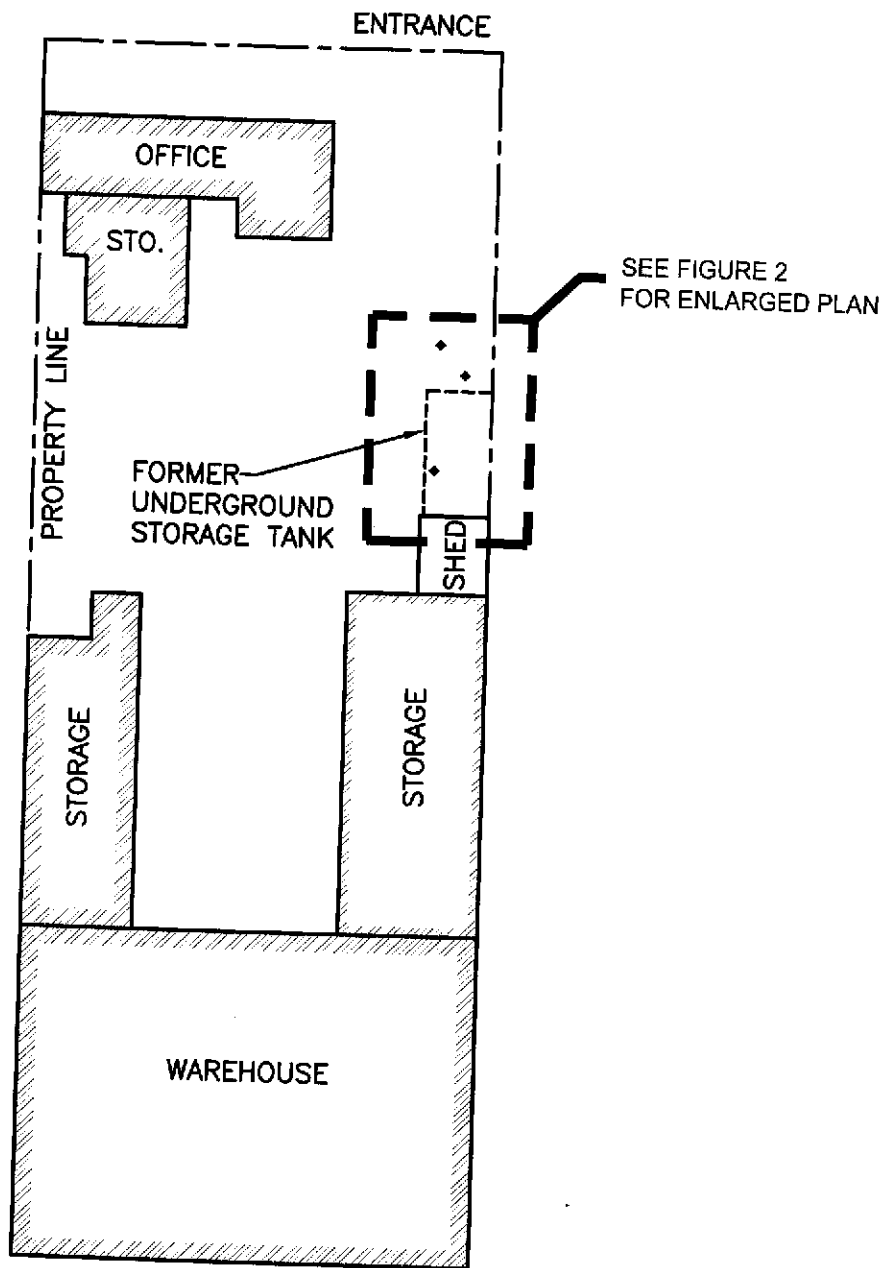 ENTRANCE
OFFICE
STO.
SEE FIGURE 2
FOR ENLARGED PLAN
PROPERTY LINE
FORMER
UNDERGROUND
STORAGE TANK
SHED
STORAGE
STORAGE
WAREHOUSE